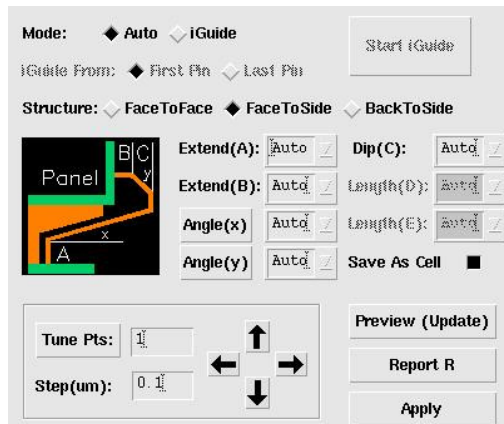 Mode: Auto iGuide
Start iGuide
iGuide From: First Pin Last Pin
Structure: FaceToFace FaceToSide BackToSide
B C
y
Panel
x
A
Extend(A): Auto Dip(C): Auto
Extend(B): Auto Length(D): Auto
Angle(x) Auto Length(E): Auto
Angle(y) Auto Save As Cell
Tune Pts: 1
Step(um): 0.1
Preview (Update)
Report R
Apply